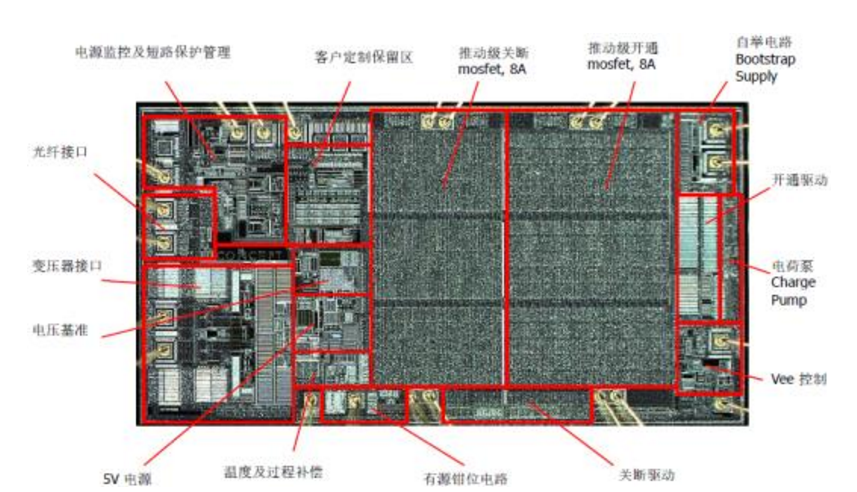 电源监控及短路保护管理
客户定制保留区
推动级关断
mosfet, 8A
推动级开通
mosfet, 8A
自举电路
Bootstrap
Supply
光纤接口
开通驱动
变压器接口
电荷泵
Charge
Pump
电压基准
Vee 控制
5V 电源
温度及过程补偿
有源钳位电路
关断驱动
CONCEPT